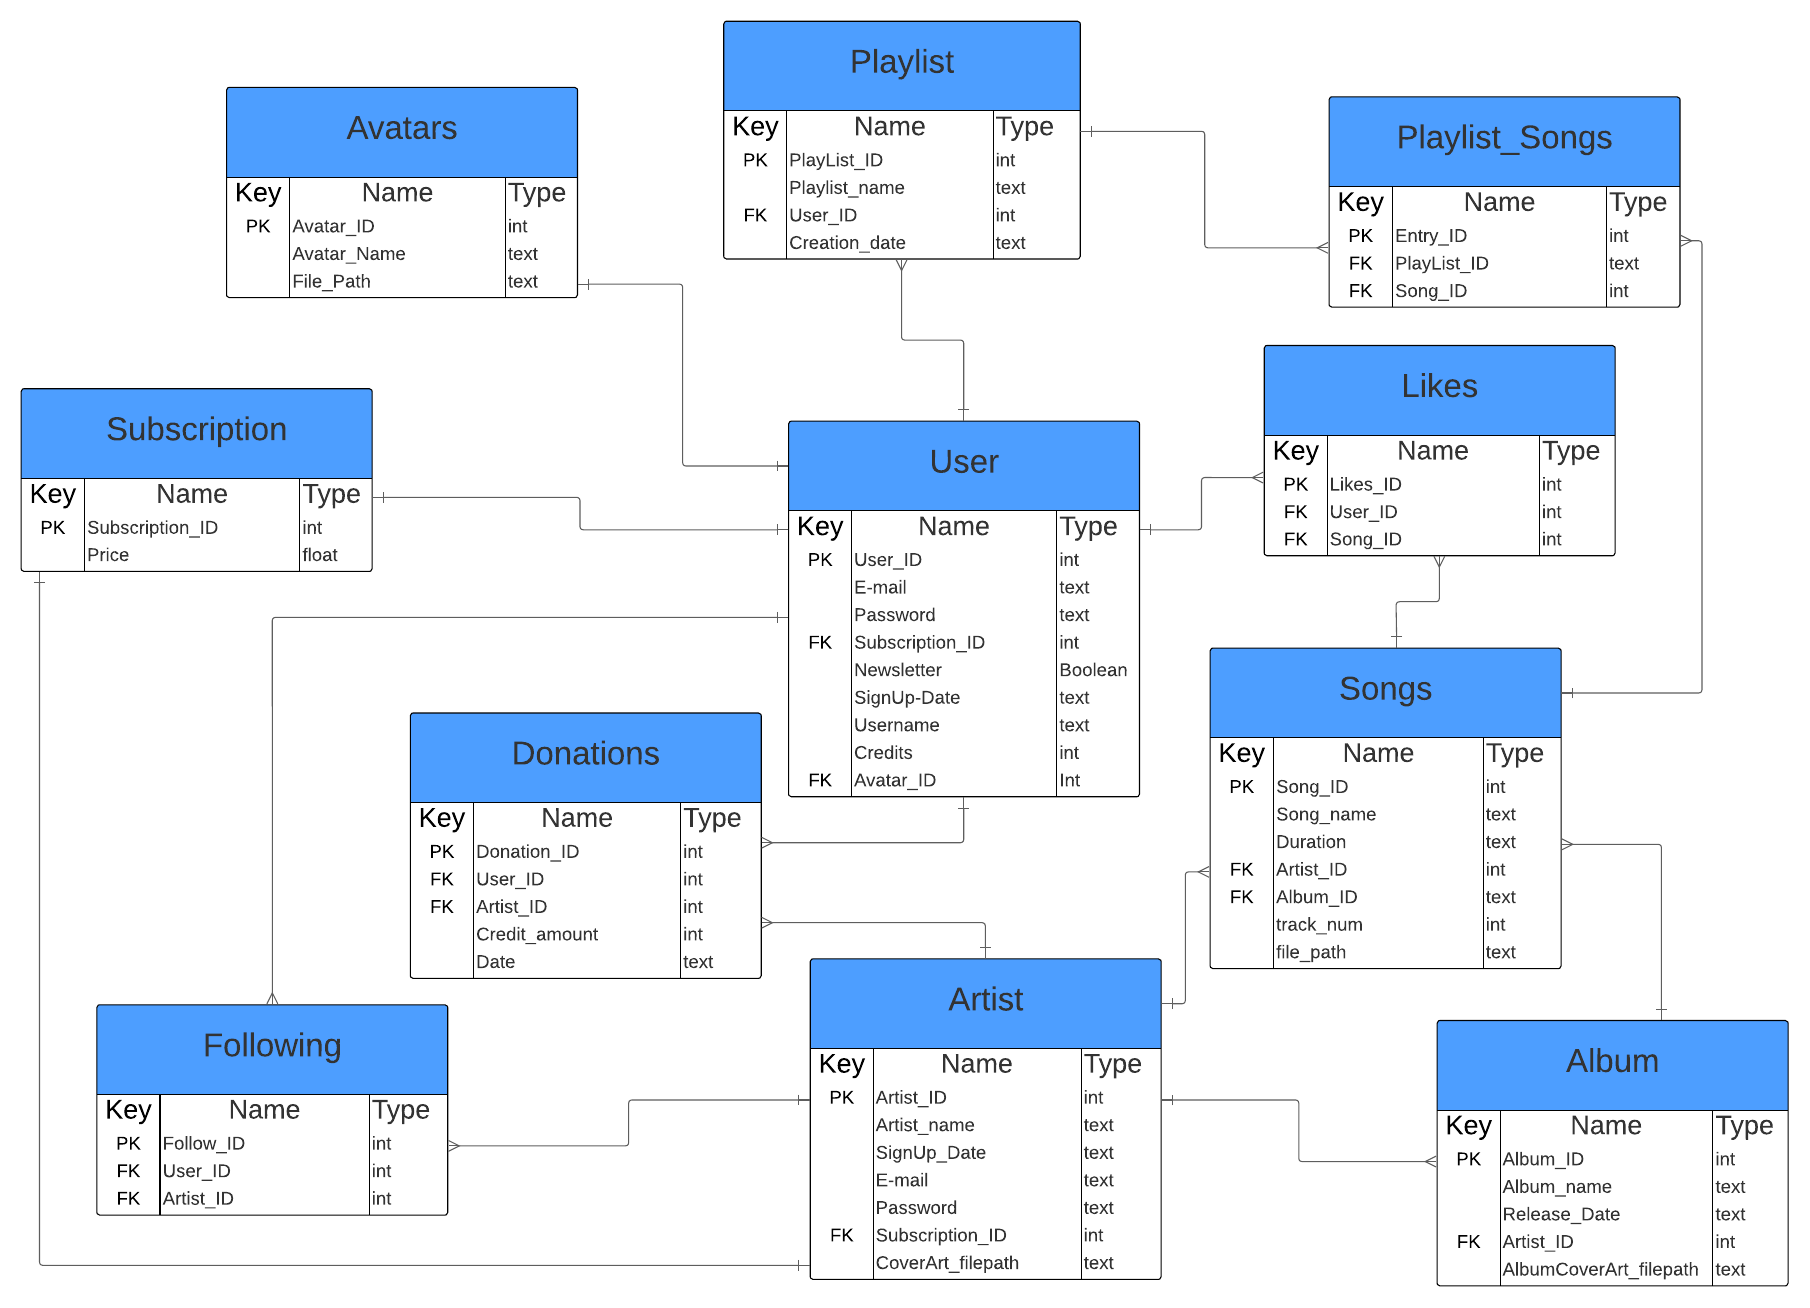 Playlist
Key Name Type
PK PlayList_ID int
Playlist_name text
FK User_ID int
Creation_date text
Avatars
Key Name Type
PK Avatar_ID int
Avatar_Name text
File_Path text
Playlist_Songs
Key Name Type
PK Entry_ID int
FK PlayList_ID text
FK Song_ID int
Likes
Key Name Type
PK Likes_ID int
FK User_ID int
FK Song_ID int
Subscription
Key Name Type
PK Subscription_ID int
Price float
User
Key Name Type
PK User_ID int
E-mail text
Password text
FK Subscription_ID int
Newsletter Boolean
SignUp-Date text
Username text
Credits int
FK Avatar_ID Int
Songs
Key Name Type
PK Song_ID int
Song_name text
Duration text
FK Artist_ID int
FK Album_ID text
track_num int
file_path text
Donations
Key Name Type
PK Donation_ID int
FK User_ID int
FK Artist_ID int
Credit_amount int
Date text
Following
Key Name Type
PK Follow_ID int
FK User_ID int
FK Artist_ID int
Artist
Key Name Type
PK Artist_ID int
Artist_name text
SignUp_Date text
E-mail text
Password text
FK Subscription_ID int
CoverArt_filepath text
Album
Key Name Type
PK Album_ID int
Album_name text
Release_Date text
FK Artist_ID int
AlbumCoverArt_filepath text